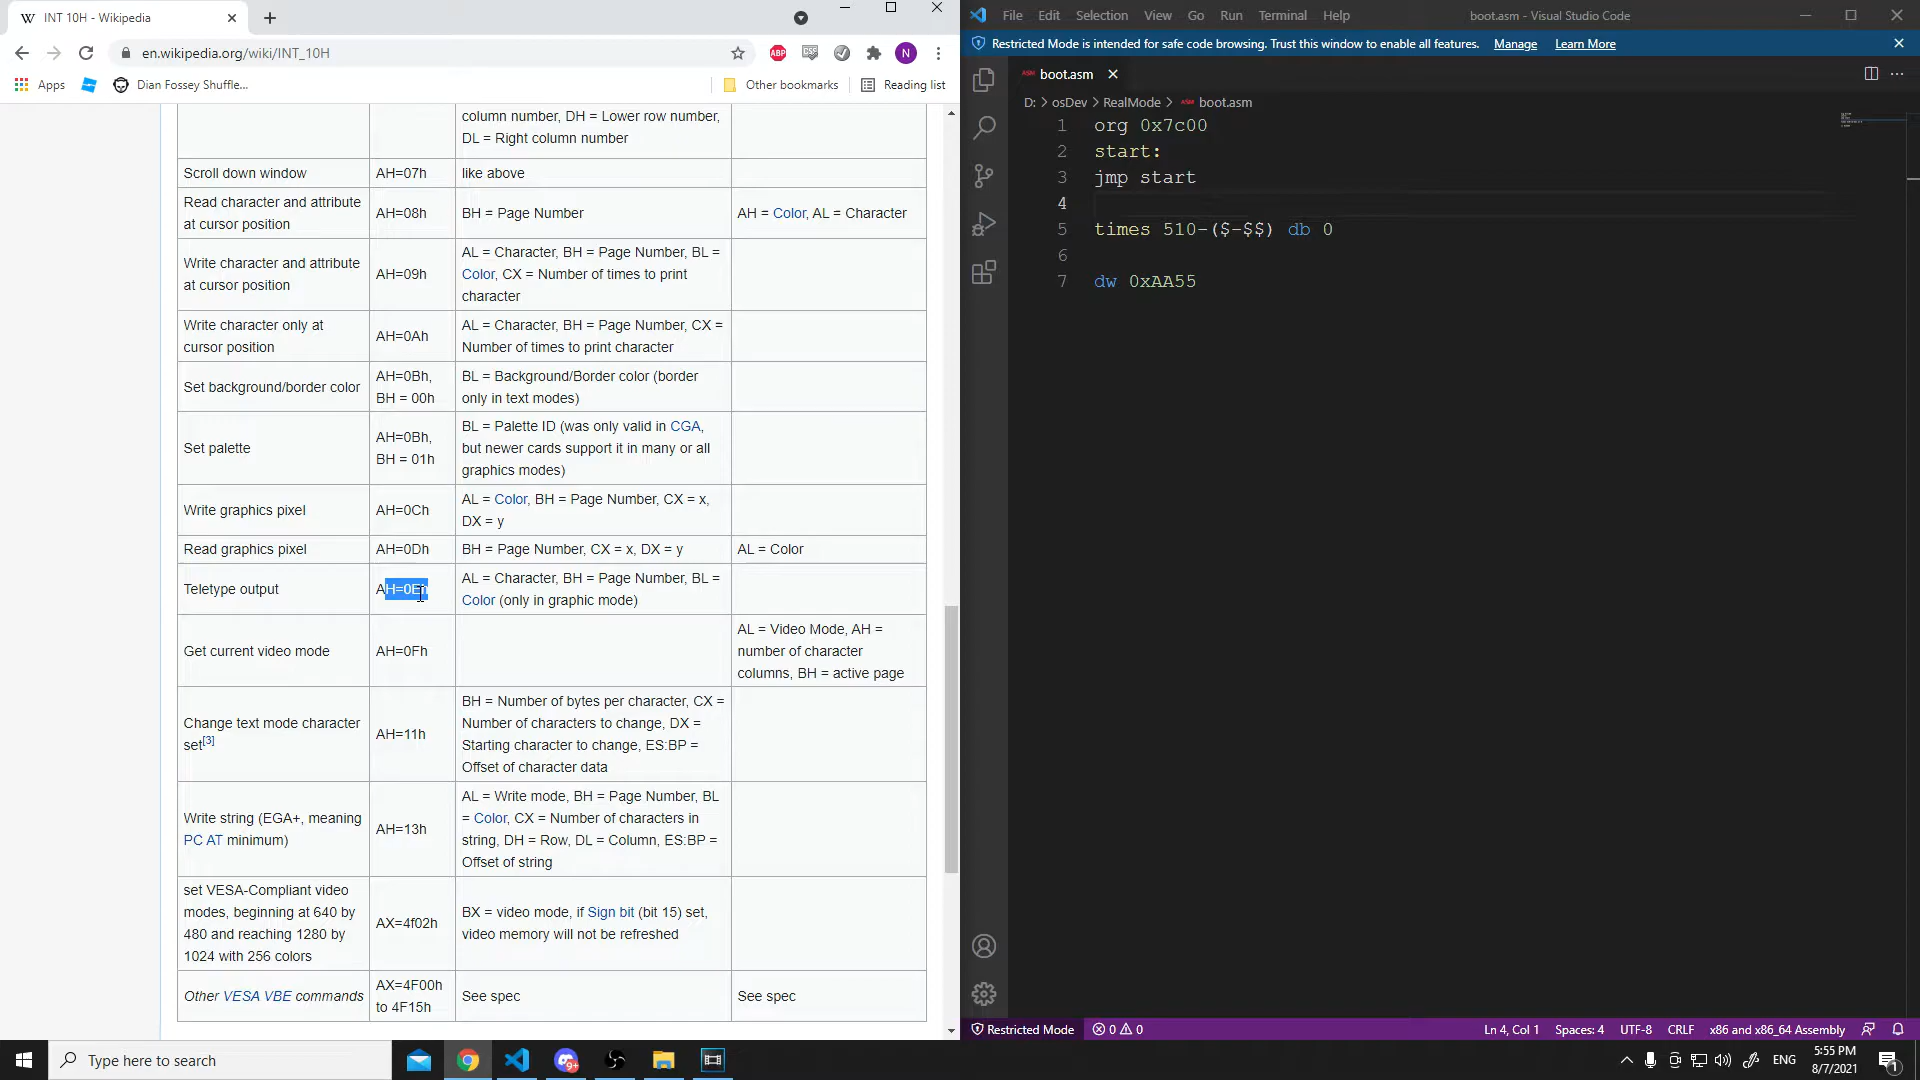 INT 10H - Wikipedia
en.wikipedia.org/wiki/INT_10H
ABP
CSS
N
Apps
Dian Fossey Shuffle...
Other bookmarks
Reading list
column number, DH = Lower row number,
DL = Right column number
Scroll down window
AH=07h
like above
Read character and attribute
at cursor position
AH=08h
BH = Page Number
AH = Color, AL = Character
Write character and attribute
at cursor position
AH=09h
AL = Character, BH = Page Number, BL =
Color, CX = Number of times to print
character
Write character only at
cursor position
AH=0Ah
AL = Character, BH = Page Number, CX =
Number of times to print character
Set background/border color
AH=0Bh,
BH = 00h
BL = Background/Border color (border
only in text modes)
Set palette
AH=0Bh,
BH = 01h
BL = Palette ID (was only valid in CGA,
but newer cards support it in many or all
graphics modes)
Write graphics pixel
AH=0Ch
AL = Color, BH = Page Number, CX = x,
DX = y
Read graphics pixel
AH=0Dh
BH = Page Number, CX = x, DX = y
AL = Color
Teletype output
AH=0Eh
AL = Character, BH = Page Number, BL =
Color (only in graphic mode)
Get current video mode
AH=0Fh
AL = Video Mode, AH =
number of character
columns, BH = active page
Change text mode character
set[3]
AH=11h
BH = Number of bytes per character, CX =
Number of characters to change, DX =
Starting character to change, ES:BP =
Offset of character data
Write string (EGA+, meaning
PC AT minimum)
AH=13h
AL = Write mode, BH = Page Number, BL
= Color, CX = Number of characters in
string, DH = Row, DL = Column, ES:BP =
Offset of string
set VESA-Compliant video
modes, beginning at 640 by
480 and reaching 1280 by
1024 with 256 colors
AX=4f02h
BX = video mode, if Sign bit (bit 15) set,
video memory will not be refreshed
Other VESA VBE commands
AX=4F00h
to 4F15h
See spec
See spec
File Edit Selection View Go Run Terminal Help
boot.asm - Visual Studio Code
Restricted Mode is intended for safe code browsing. Trust this window to enable all features. Manage Learn More
ASM boot.asm
D: > osDev > RealMode > ASM boot.asm
1 org 0x7c00
2 start:
3 jmp start
4
5 times 510-($-$$) db 0
6
7 dw 0xAA55
Restricted Mode
0 0
Ln 4, Col 1
Spaces: 4
UTF-8
CRLF
x86 and x86_64 Assembly
Type here to search
9+
ENG
5:55 PM
8/7/2021
1